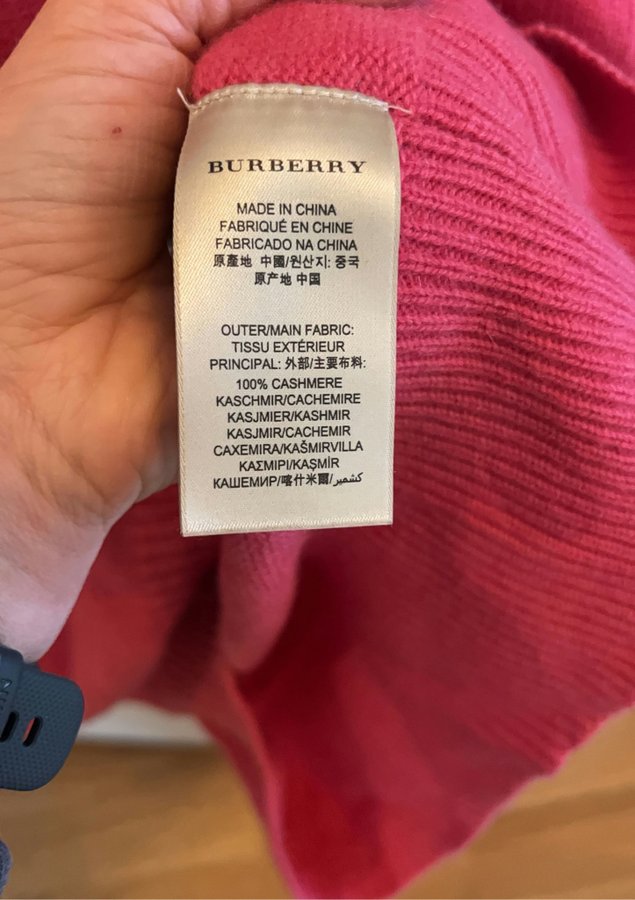 BURBERRY
MADE IN CHINA
FABRIQUÉ EN CHINE
FABRICADO NA CHINA
原產地 中國/원산지: 중국
原产地 中国
OUTER/MAIN FABRIC:
TISSU EXTÉRIEUR
PRINCIPAL: 外部/主要布料:
100% CASHMERE
KASCHMIR/CACHEMIRE
KASJMIER/KASHMIR
KASJMIR/CACHEMIR
CAXEMIRA/KAŠMIRVILLA
ΚΑΣΜΙΡΙ/KAŞMİR
КАШЕМИР/喀什米爾/كشمير